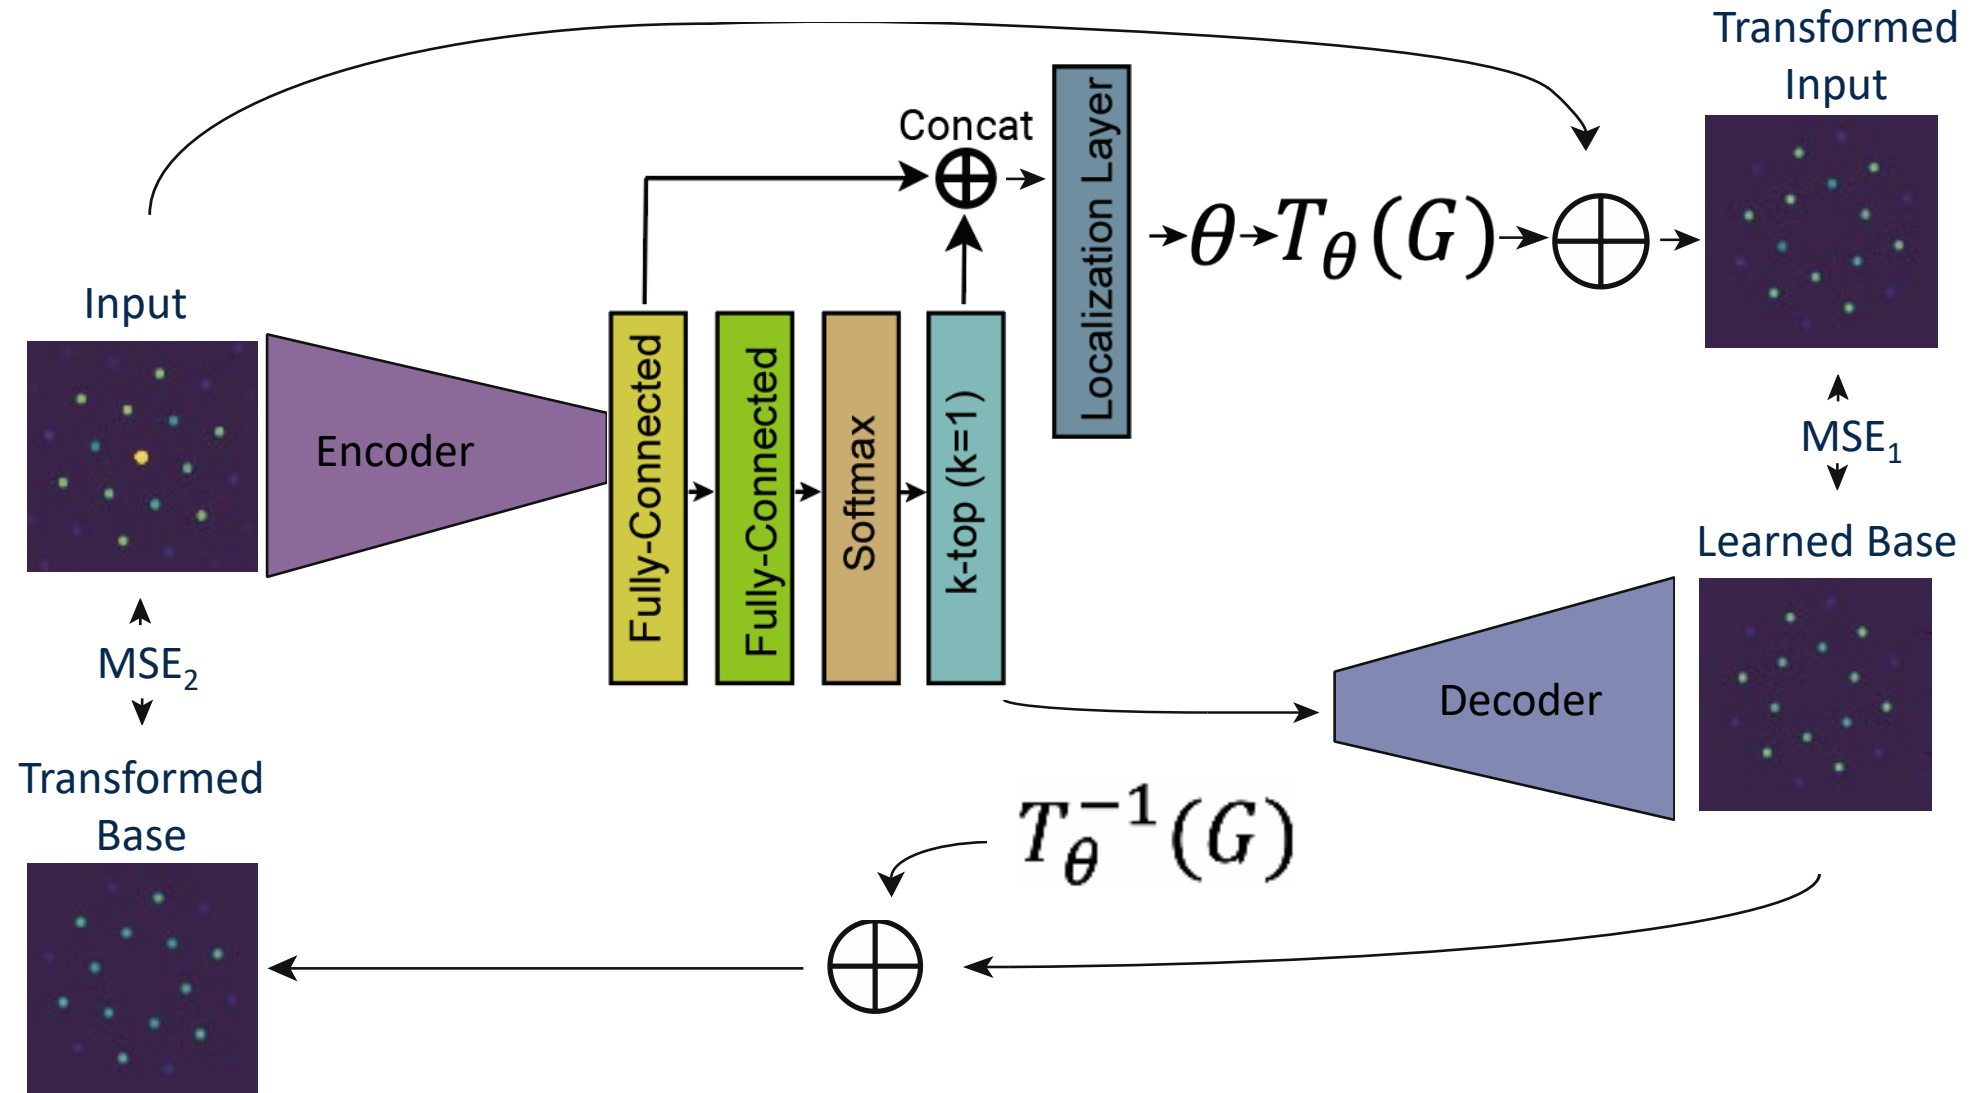 Transformed
Input
Concat
Localization Layer
θ
T_θ(G)
Input
Encoder
Fully-Connected
Fully-Connected
Softmax
k-top (k=1)
MSE₁
Learned Base
Decoder
MSE₂
Transformed
Base
T_θ^{-1}(G)